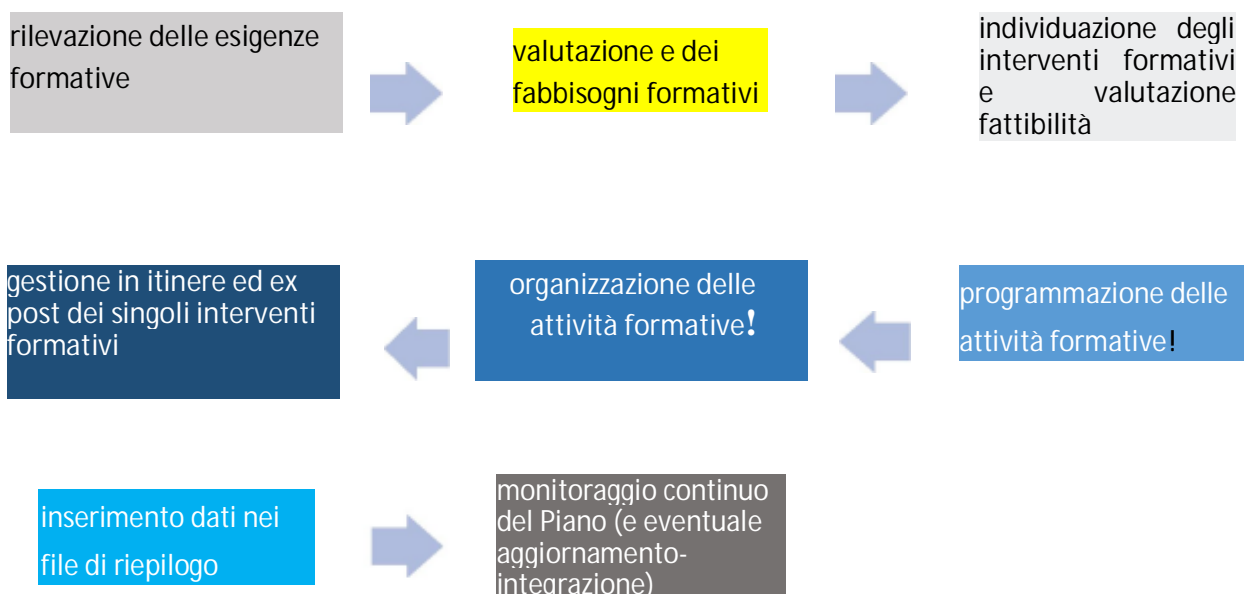 rilevazione delle esigenze
formative
valutazione e dei
fabbisogni formativi
individuazione degli
interventi formativi
e valutazione
fattibilità
gestione in itinere ed ex
post dei singoli interventi
formativi
organizzazione delle
attività formative!
programmazione delle
attività formative!
inserimento dati nei
file di riepilogo
monitoraggio continuo
del Piano (e eventuale
aggiornamento-
integrazione)